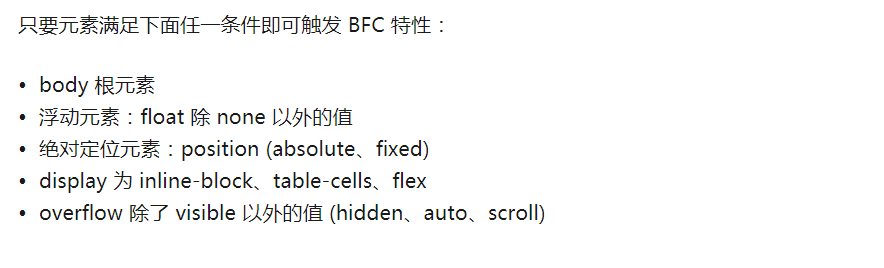 只要元素满足下面任一条件即可触发 BFC 特性：
• body 根元素
• 浮动元素：float 除 none 以外的值
• 绝对定位元素：position (absolute、fixed)
• display 为 inline-block、table-cells、flex
• overflow 除了 visible 以外的值 (hidden、auto、scroll)